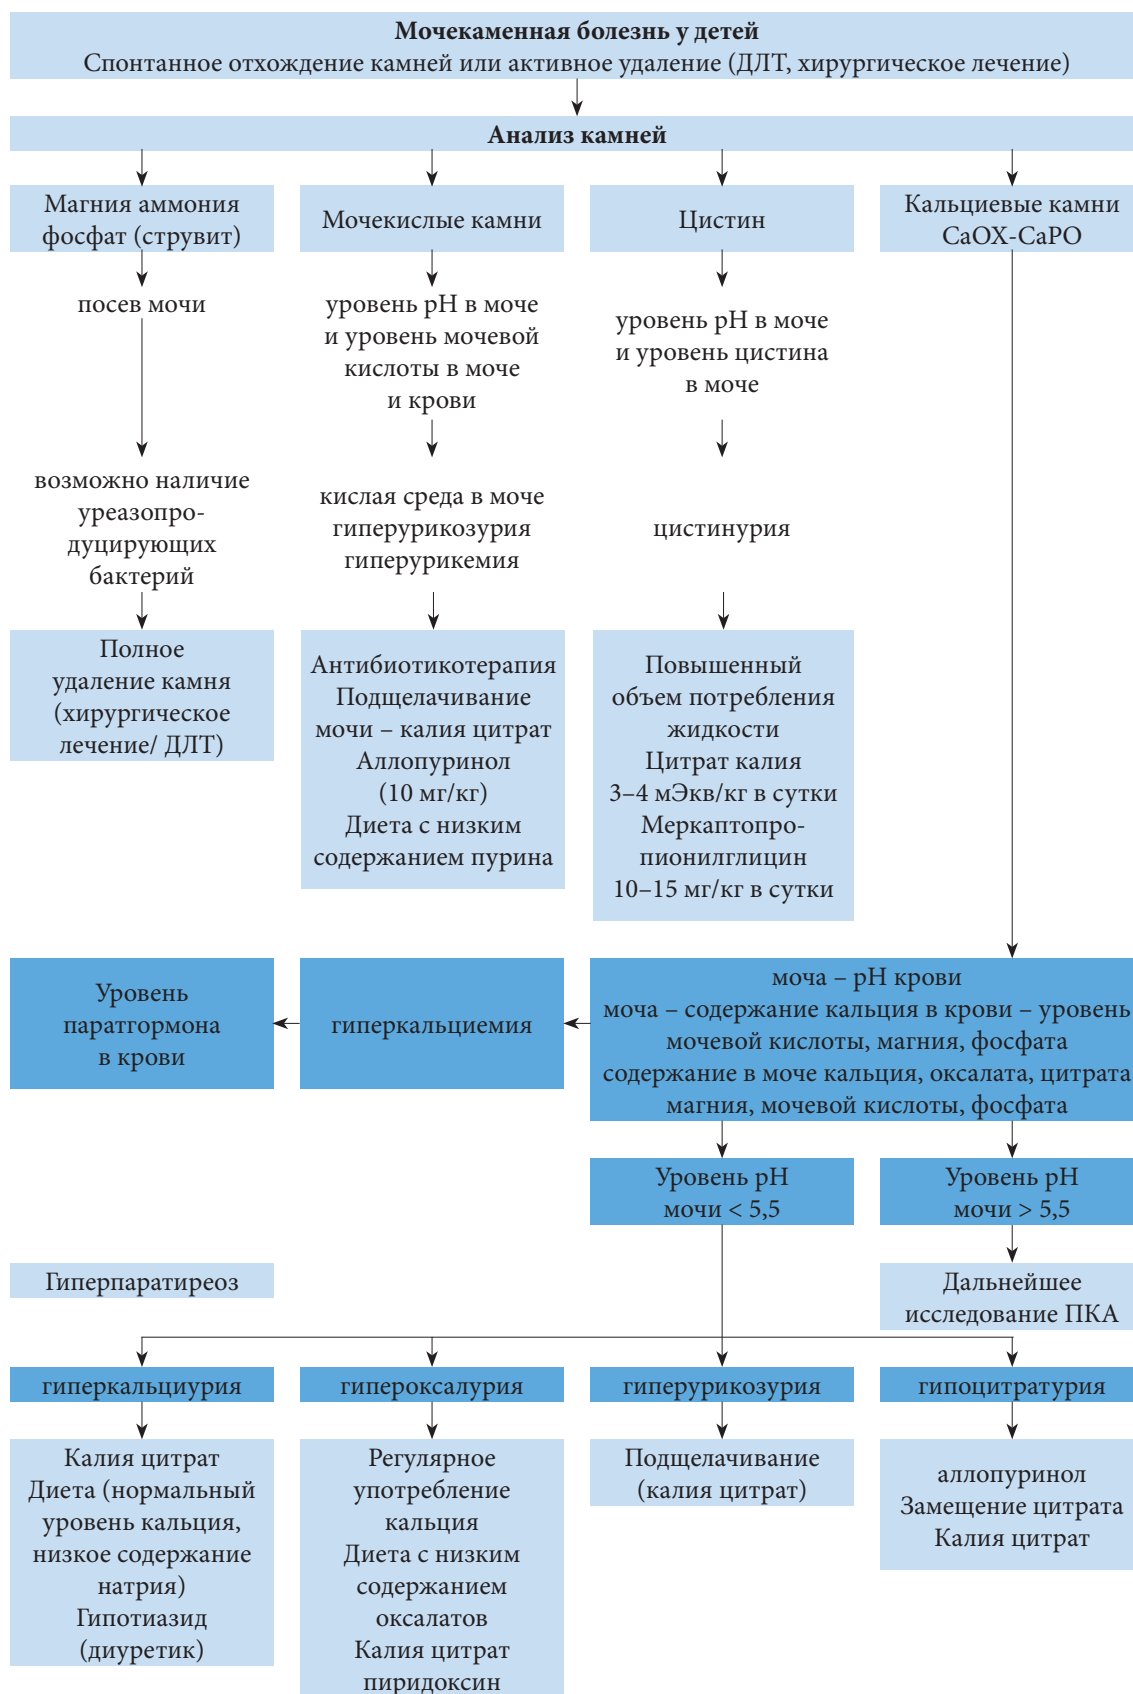 Мочекаменная болезнь у детей
Спонтанное отхождение камней или активное удаление (ДЛТ, хирургическое лечение)
Анализ камней
Магния аммония
фосфат (струвит)
Мочекислые камни
Цистин
Кальциевые камни
CaOX-CaPO
посев мочи
уровень pH в моче
и уровень мочевой
кислоты в моче
и крови
уровень pH в моче
и уровень цистина
в моче
возможно наличие
уреазопро-
дуцирующих
бактерий
кислая среда в моче
гиперурикозурия
гиперурикемия
цистинурия
Полное
удаление камня
(хирургическое
лечение/ ДЛТ)
Антибиотикотерапия
Подщелачивание
мочи – калия цитрат
Аллопуринол
(10 мг/кг)
Диета с низким
содержанием пурина
Повышенный
объем потребления
жидкости
Цитрат калия
3–4 мЭкв/кг в сутки
Меркаптопро-
пионилглицин
10–15 мг/кг в сутки
Уровень
паратгормона
в крови
гиперкальциемия
моча – pH крови
моча – содержание кальция в крови – уровень
мочевой кислоты, магния, фосфата
содержание в моче кальция, оксалата, цитрата
магния, мочевой кислоты, фосфата
Уровень pH
мочи < 5,5
Уровень pH
мочи > 5,5
Гиперпаратиреоз
Дальнейшее
исследование ПКА
гиперкальциурия
гипероксалурия
гиперурикозурия
гипоцитратурия
Калия цитрат
Диета (нормальный
уровень кальция,
низкое содержание
натрия)
Гипотиазид
(диуретик)
Регулярное
употребление
кальция
Диета с низким
содержанием
оксалатов
Калия цитрат
пиридоксин
Подщелачивание
(калия цитрат)
аллопуринол
Замещение цитрата
Калия цитрат